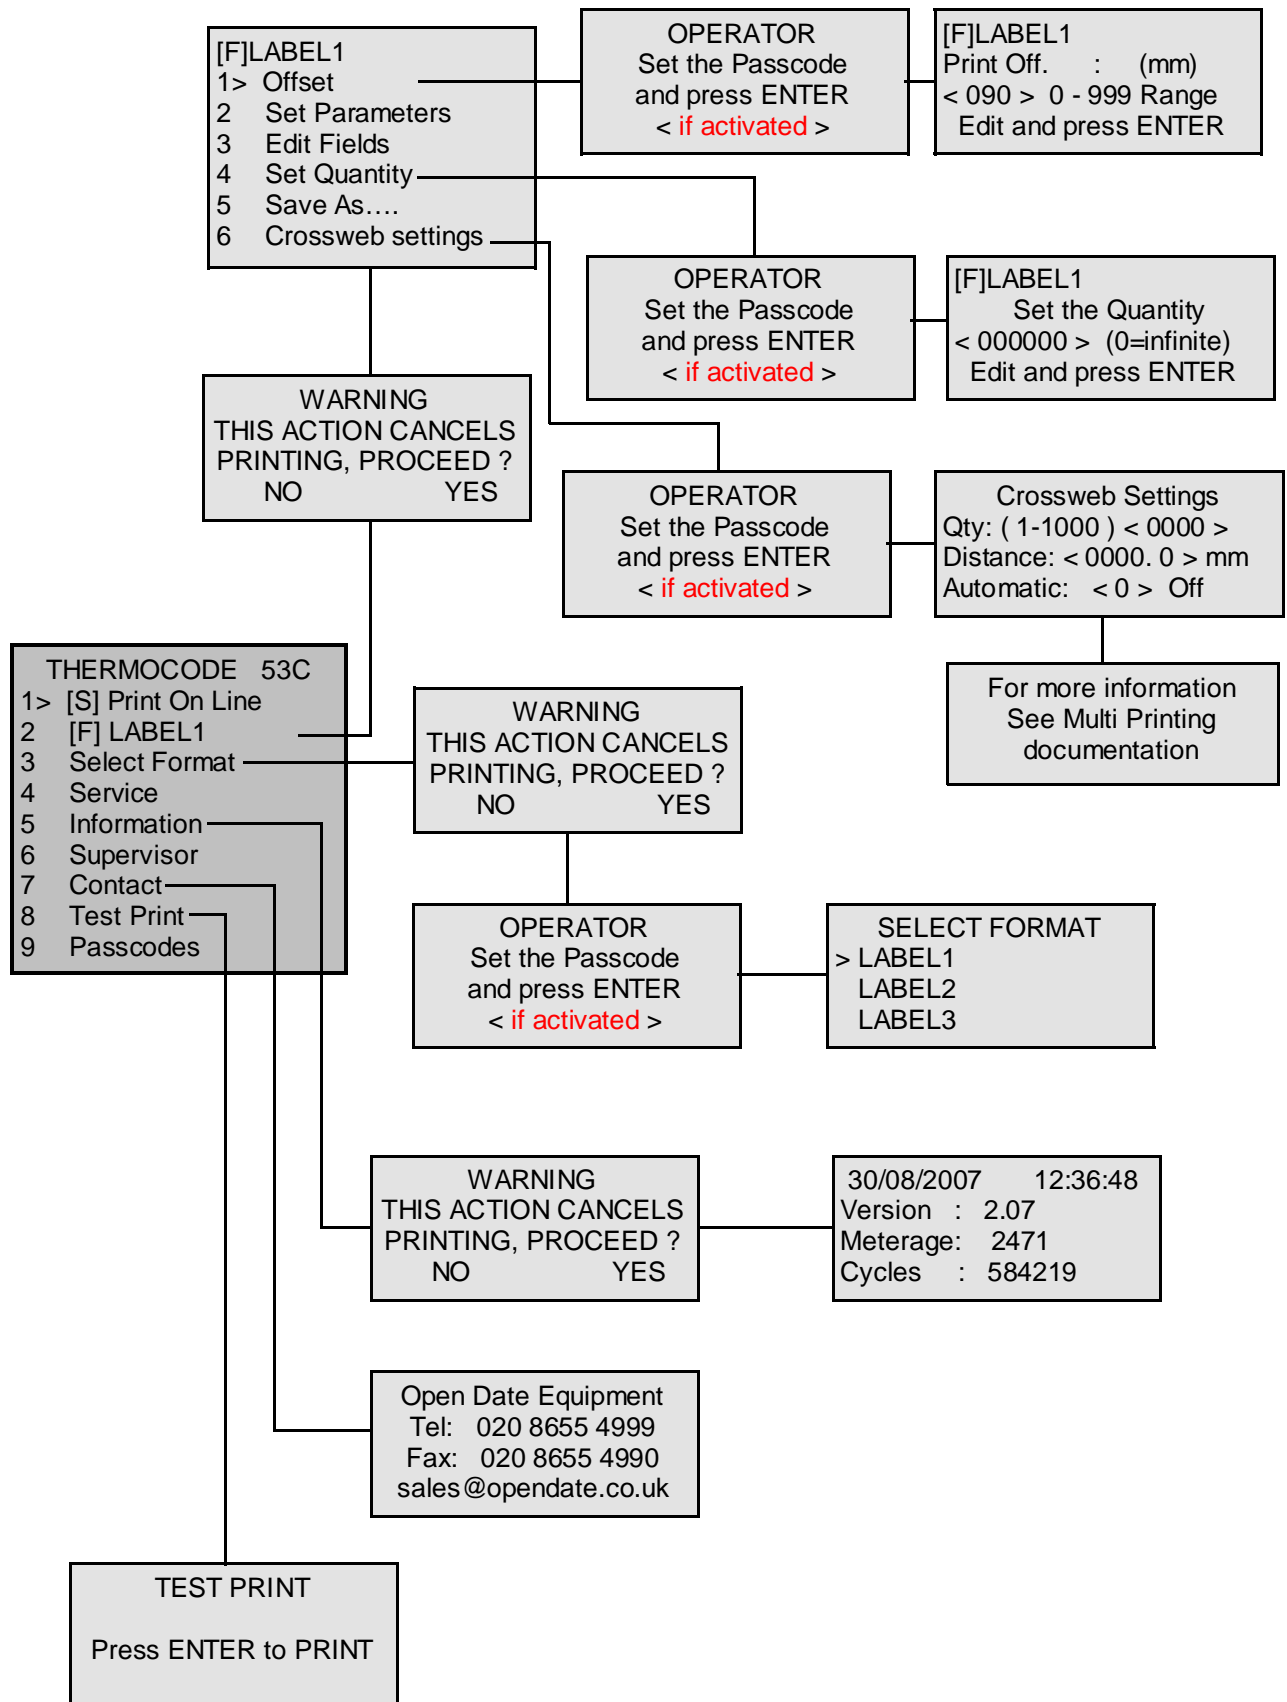 [F]LABEL1
1> Offset
2 Set Parameters
3 Edit Fields
4 Set Quantity
5 Save As....
6 Crossweb settings
OPERATOR
Set the Passcode
and press ENTER
< if activated >
[F]LABEL1
Print Off. : (mm)
< 090 > 0 - 999 Range
Edit and press ENTER
OPERATOR
Set the Passcode
and press ENTER
< if activated >
[F]LABEL1
Set the Quantity
< 000000 > (0=infinite)
Edit and press ENTER
WARNING
THIS ACTION CANCELS
PRINTING, PROCEED ?
NO YES
OPERATOR
Set the Passcode
and press ENTER
< if activated >
Crossweb Settings
Qty: ( 1-1000 ) < 0000 >
Distance: < 0000. 0 > mm
Automatic: < 0 > Off
For more information
See Multi Printing
documentation
THERMOCODE 53C
1> [S] Print On Line
2 [F] LABEL1
3 Select Format
4 Service
5 Information
6 Supervisor
7 Contact
8 Test Print
9 Passcodes
WARNING
THIS ACTION CANCELS
PRINTING, PROCEED ?
NO YES
OPERATOR
Set the Passcode
and press ENTER
< if activated >
SELECT FORMAT
> LABEL1
LABEL2
LABEL3
WARNING
THIS ACTION CANCELS
PRINTING, PROCEED ?
NO YES
30/08/2007 12:36:48
Version : 2.07
Meterage: 2471
Cycles : 584219
Open Date Equipment
Tel: 020 8655 4999
Fax: 020 8655 4990
sales@opendate.co.uk
TEST PRINT
Press ENTER to PRINT